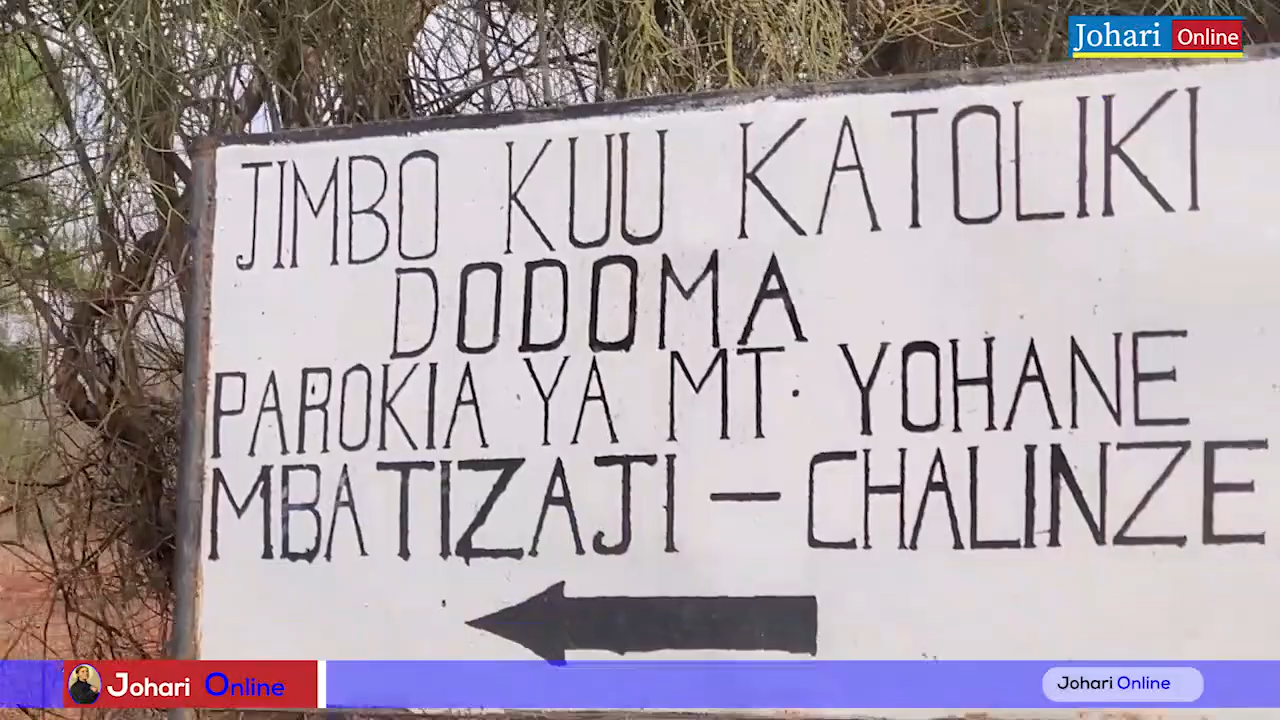 Johari Online
JIMBO KUU KATOLIKI
DODOMA
PAROKIA YA MT. YOHANE
MBATIZAJI - CHALINZE
Johari Online
Johari Online